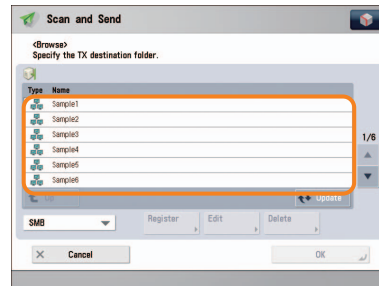 Scan and Send
<Browse>
Specify the TX destination folder.
Type Name
Sample1
Sample2
Sample3
Sample4
Sample5
Sample6
1/6
Up
Update
SMB
Register
Edit
Delete
Cancel
OK